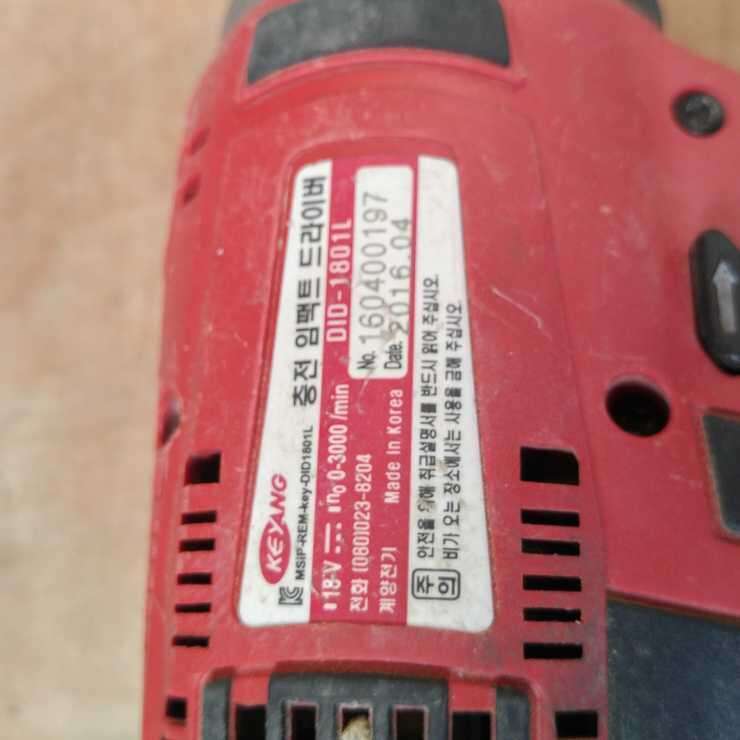 KEYANG
충전 임팩트 드라이버
MSIP-REM-key-DID1801L
DID-1801L
18 V n₀ 0-3000 /min
No. 160400197
전화 (080)023-8204
Date. 2016.04
계양전기 Made In Korea
주의
안전을 위해 취급설명서를 반드시 읽어 주십시오.
비가 오는 장소에서는 사용을 금해 주십시오.